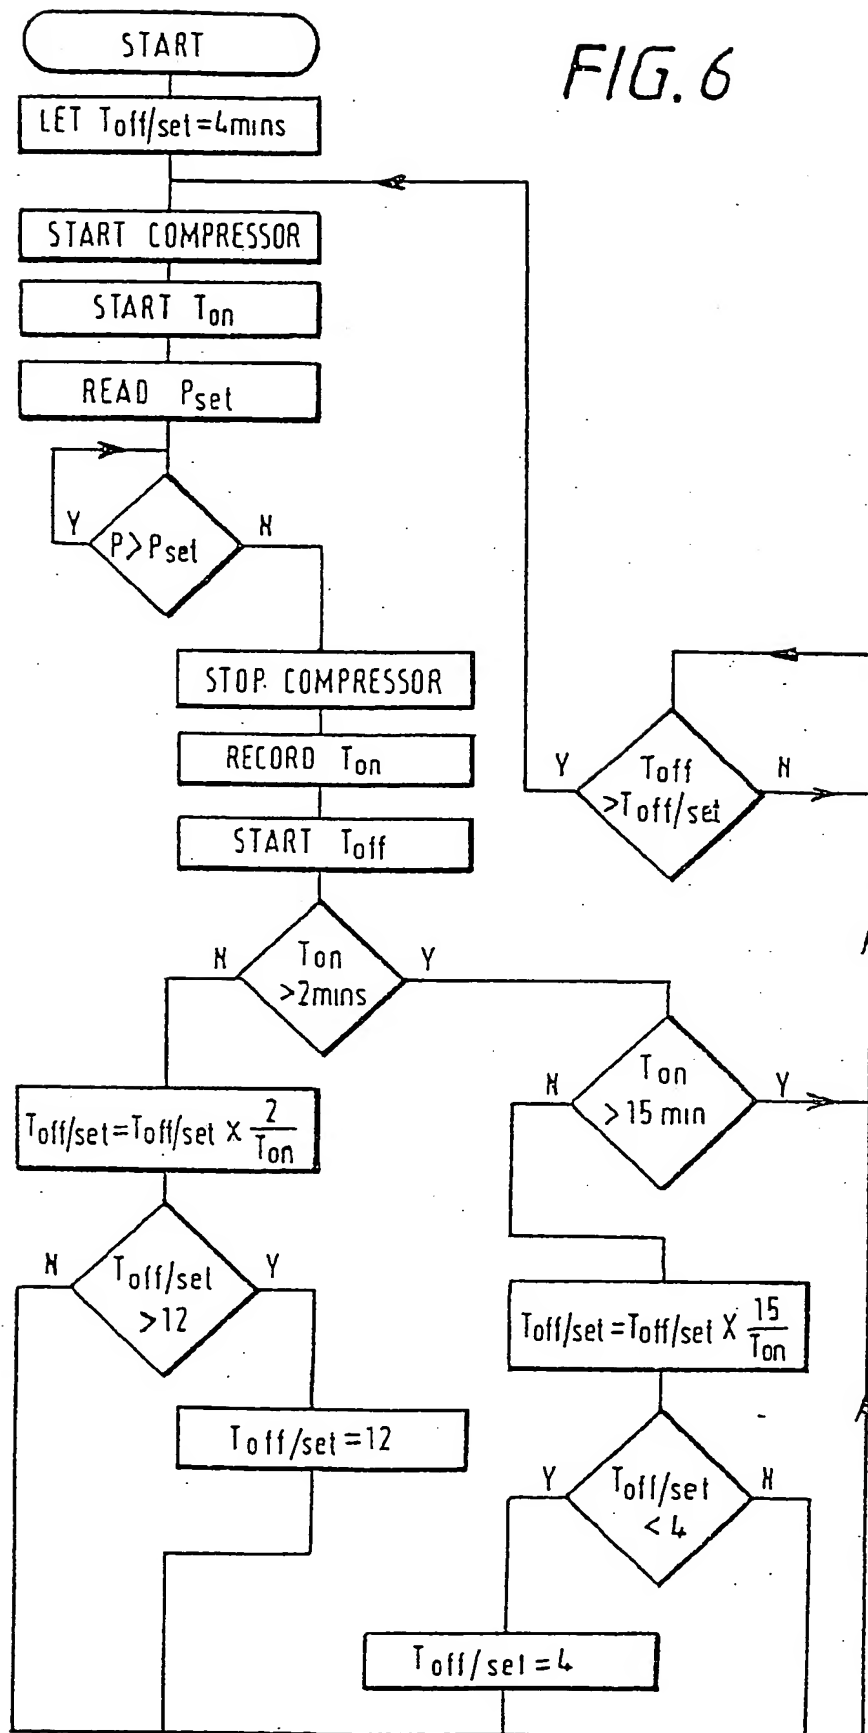 START
FIG. 6
LET Toff/set=4mins
START COMPRESSOR
START Ton
READ Pset
Y
P>Pset
N
STOP. COMPRESSOR
RECORD Ton
START Toff
Y
Toff
>Toff/set
N
N
Ton
>2mins
Y
N
Ton
>15 min
Y
Toff/set=Toff/set X 2/Ton
N
Toff/set
>12
Y
Toff/set=Toff/set X 15/Ton
Toff/set=12
Y
Toff/set
<4
N
Toff/set=4